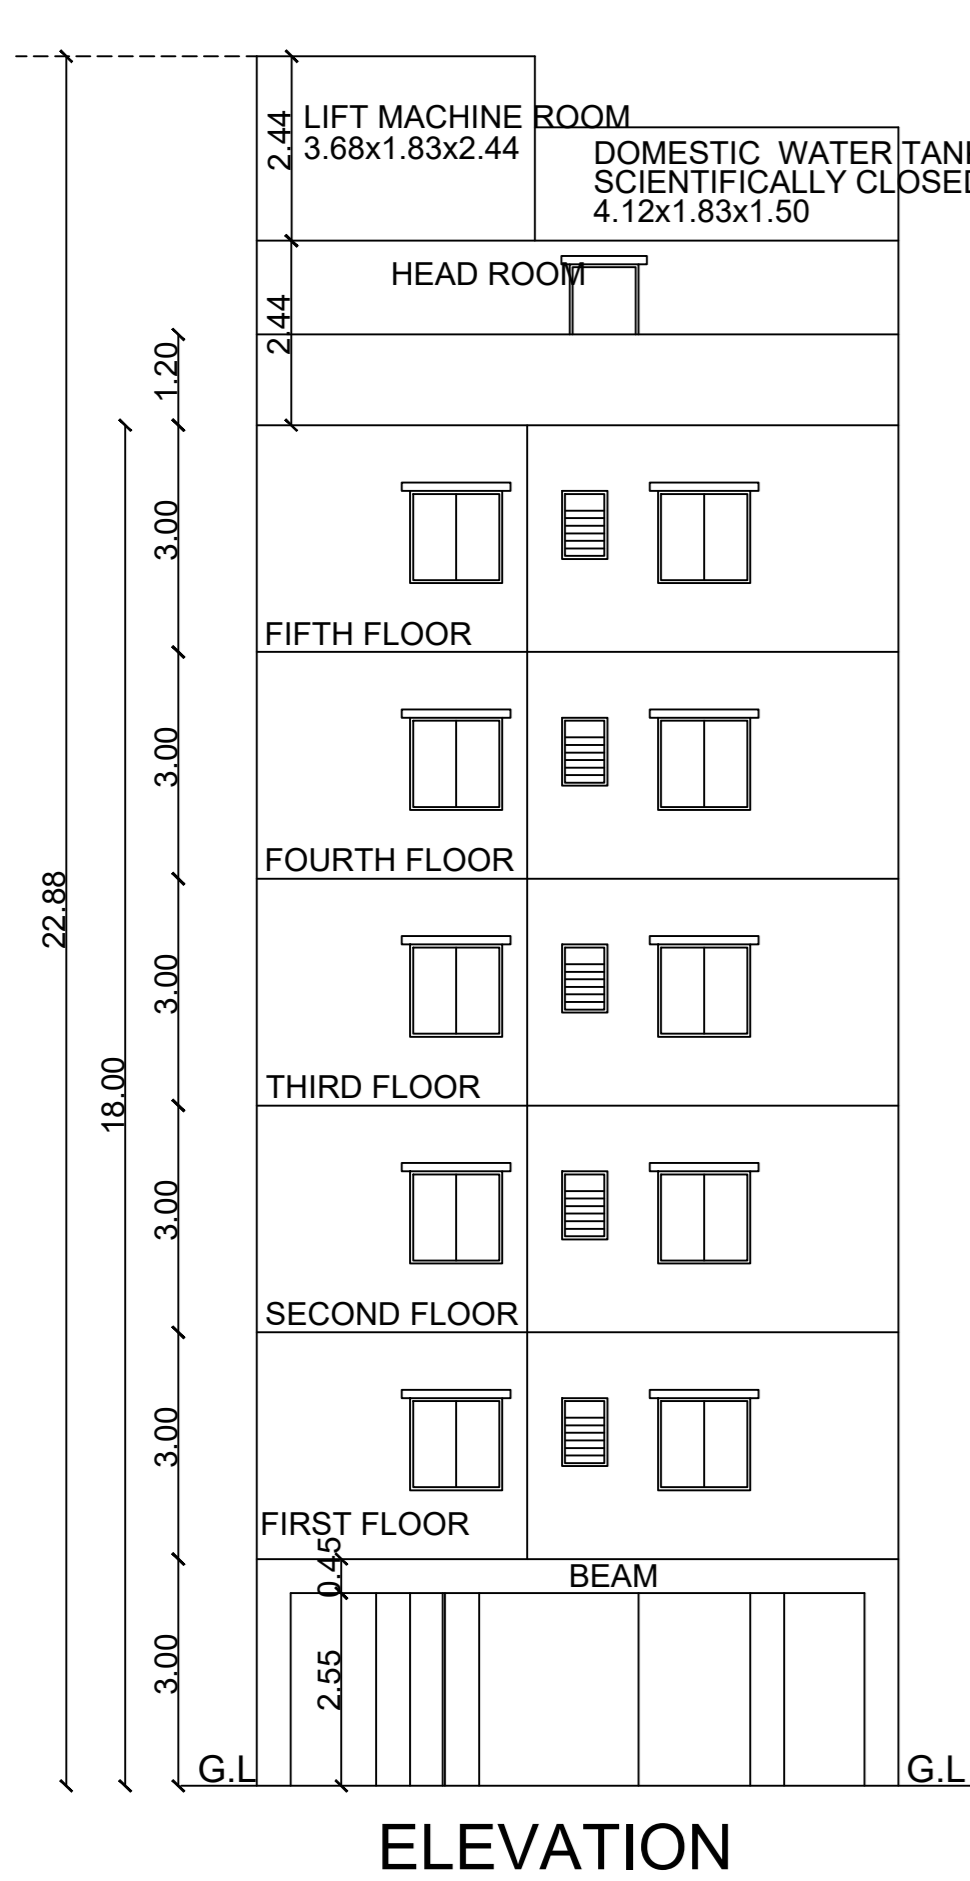 2.44
LIFT MACHINE ROOM
3.68x1.83x2.44
DOMESTIC WATER TAN
SCIENTIFICALLY CLOSED
4.12x1.83x1.50
HEAD ROOM
2.44
1.20
3.00
FIFTH FLOOR
3.00
FOURTH FLOOR
22.88
3.00
THIRD FLOOR
18.00
3.00
SECOND FLOOR
3.00
FIRST FLOOR
0.45
BEAM
3.00
2.55
G.L
G.L
ELEVATION